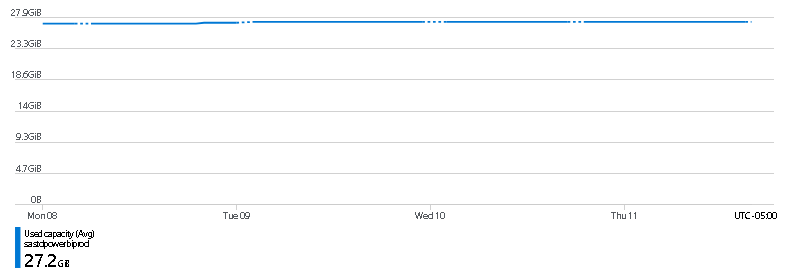 27.9GiB
23.3GiB
18.6GiB
14GiB
9.3GiB
4.7GiB
0B
Mon 08 Tue 09 Wed 10 Thu 11 UTC-05:00
Used capacity (Avg)
sastdpowerbiprod
27.2 GiB